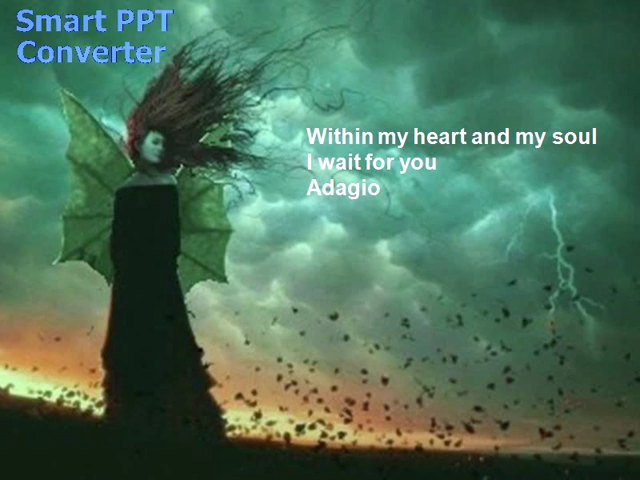 Smart PPT
Converter
Within my heart and my soul
I wait for you
Adagio